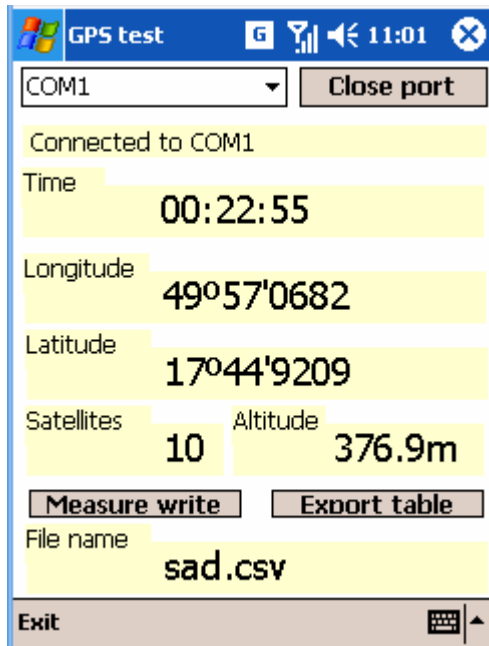 GPS test G 11:01
COM1 Close port
Connected to COM1
Time
00:22:55
Longitude
49º57'0682
Latitude
17º44'9209
Satellites Altitude
10 376.9m
Measure write Export table
File name
sad.csv
Exit